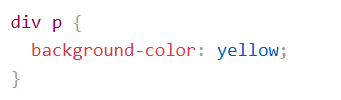 div p {
  background-color: yellow;
}